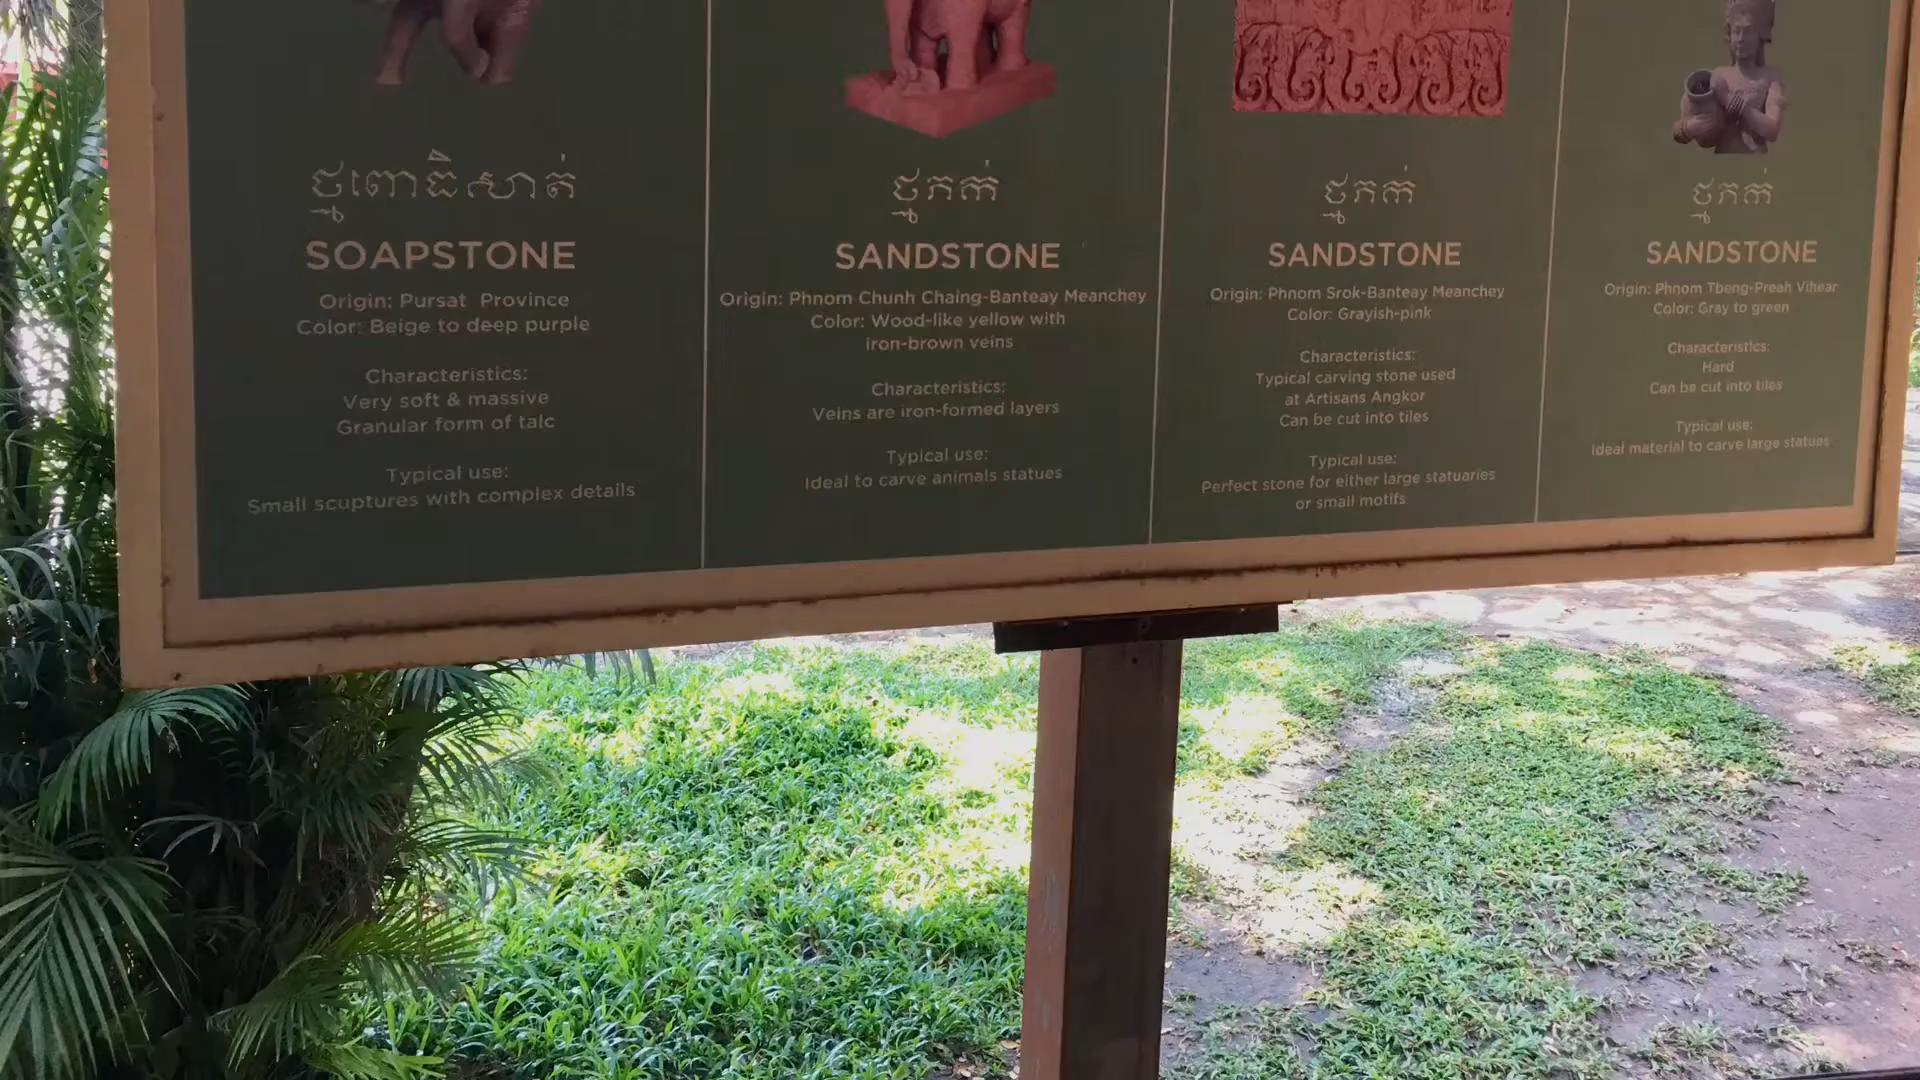 ថ្មពោធិសាត់
SOAPSTONE
Origin: Pursat Province
Color: Beige to deep purple
Characteristics:
Very soft & massive
Granular form of talc
Typical use:
Small scuptures with complex details
ថ្មភក់
SANDSTONE
Origin: Phnom Chunh Chaing-Banteay Meanchey
Color: Wood-like yellow with
iron-brown veins
Characteristics:
Veins are iron-formed layers
Typical use:
Ideal to carve animals statues
ថ្មភក់
SANDSTONE
Origin: Phnom Srok-Banteay Meanchey
Color: Grayish-pink
Characteristics:
Typical carving stone used
at Artisans Angkor
Can be cut into tiles
Typical use:
Perfect stone for either large statuaries
or small motifs
ថ្មភក់
SANDSTONE
Origin: Phnom Tbeng-Preah Vihear
Color: Gray to green
Characteristics:
Hard
Can be cut into tiles
Typical use:
Ideal material to carve large statues